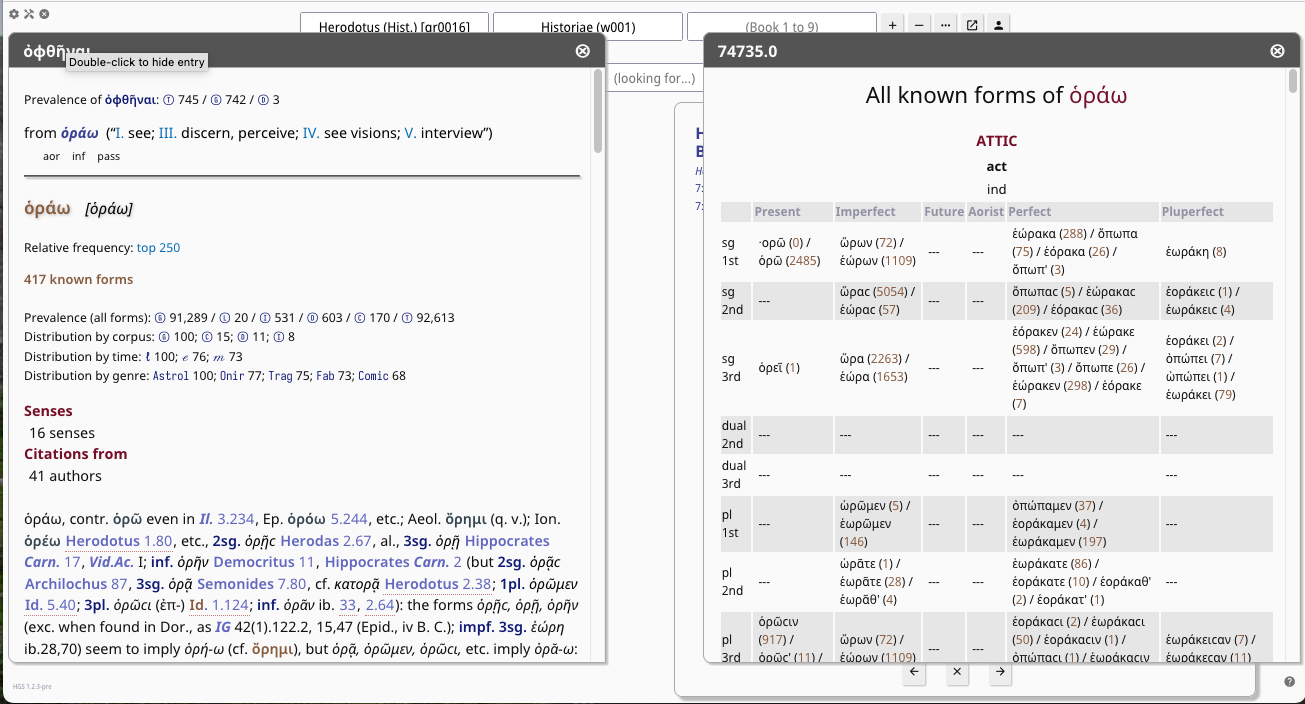 Herodotus (Hist.) [gr0016]
Historiae (w001)
(Book 1 to 9)
(looking for...)
ὀφθῆναι
Double-click to hide entry
Prevalence of ὀφθῆναι: Ⓣ 745 / Ⓖ 742 / Ⓓ 3
from ὁράω (“I. see; III. discern, perceive; IV. see visions; V. interview”)
aor inf pass
ὁράω [ὁράω]
Relative frequency: top 250
417 known forms
Prevalence (all forms): Ⓖ 91,289 / Ⓛ 20 / Ⓘ 531 / Ⓓ 603 / Ⓒ 170 / Ⓣ 92,613
Distribution by corpus: Ⓖ 100; Ⓒ 15; Ⓓ 11; Ⓘ 8
Distribution by time: ℓ 100; ℯ 76; 𝓂 73
Distribution by genre: Astrol 100; Onir 77; Trag 75; Fab 73; Comic 68
Senses
16 senses
Citations from
41 authors
ὁράω, contr. ὁρῶ even in Il. 3.234, Ep. ὁρόω 5.244, etc.; Aeol. ὄρημι (q. v.); Ion.
ὁρέω Herodotus 1.80, etc., 2sg. ὁρῇϲ Herodas 2.67, al., 3sg. ὁρῇ Hippocrates
Carn. 17, Vid.Ac. I; inf. ὁρῆν Democritus 11, Hippocrates Carn. 2 (but 2sg. ὁρᾷϲ
Archilochus 87, 3sg. ὁρᾷ Semonides 7.80, cf. κατορᾷ Herodotus 2.38; 1pl. ὁρῶμεν
Id. 5.40; 3pl. ὁρῶϲι (ἐπ-) Id. 1.124; inf. ὁρᾶν ib. 33, 2.64): the forms ὁρῇϲ, ὁρῇ, ὁρῆν
(exc. when found in Dor., as IG 42(1).122.2, 15,47 (Epid., iv B. C.); impf. 3sg. ἑώρη
ib.28,70) seem to imply ὁρή-ω (cf. ὄρημι), but ὁρᾷ, ὁρῶμεν, ὁρῶϲι, etc. imply ὁρᾰ-ω:
HGS 1.2.3-pre
74735.0
All known forms of ὁράω
ATTIC
act
ind
Present Imperfect Future Aorist Perfect Pluperfect
sg 1st ·ορῶ (0) / ὁρῶ (2485) ὥρων (72) / ἑώρων (1109) --- --- ἑώρακα (288) / ὄπωπα (75) / ἑόρακα (26) / ὄπωπ' (3) ἑωράκη (8)
sg 2nd --- ὥραϲ (5054) / ἑώραϲ (57) --- --- ὄπωπαϲ (5) / ἑώρακαϲ (209) / ἑόρακαϲ (36) ἑοράκειϲ (1) / ἑωράκειϲ (4)
sg 3rd ὁρεῖ (1) ὥρα (2263) / ἑώρα (1653) --- --- ἑόρακεν (24) / ἑώρακε (598) / ὄπωπεν (29) / ὄπωπ' (3) / ὄπωπε (26) / ἑώρακεν (298) / ἑόρακε (7) ἑοράκει (2) / ὀπώπει (7) / ὠπώπει (1) / ἑωράκει (79)
dual 2nd --- --- --- --- --- ---
dual 3rd --- --- --- --- --- ---
pl 1st --- ὡρῶμεν (5) / ἑωρῶμεν (146) --- --- ὀπώπαμεν (37) / ἑοράκαμεν (4) / ἑωράκαμεν (197) ---
pl 2nd --- ὡρᾶτε (1) / ἑωρᾶτε (28) / ἑωρᾶθ' (4) --- --- ἑωράκατε (86) / ἑοράκατε (10) / ἑοράκαθ' (2) / ἑοράκατ' (1) ---
pl 3rd ὁρῶϲιν (917) / ὁρῶϲ' (11) / ὥρων (72) / ἑώρων (1109) --- --- ἑοράκαϲι (2) / ἑωράκαϲι (50) / ἑοράκαϲιν (1) / ὀπώπαϲι (1) / ἑωράκαϲιν ἑωράκειϲαν (7) / ἑωράκεϲαν (11)